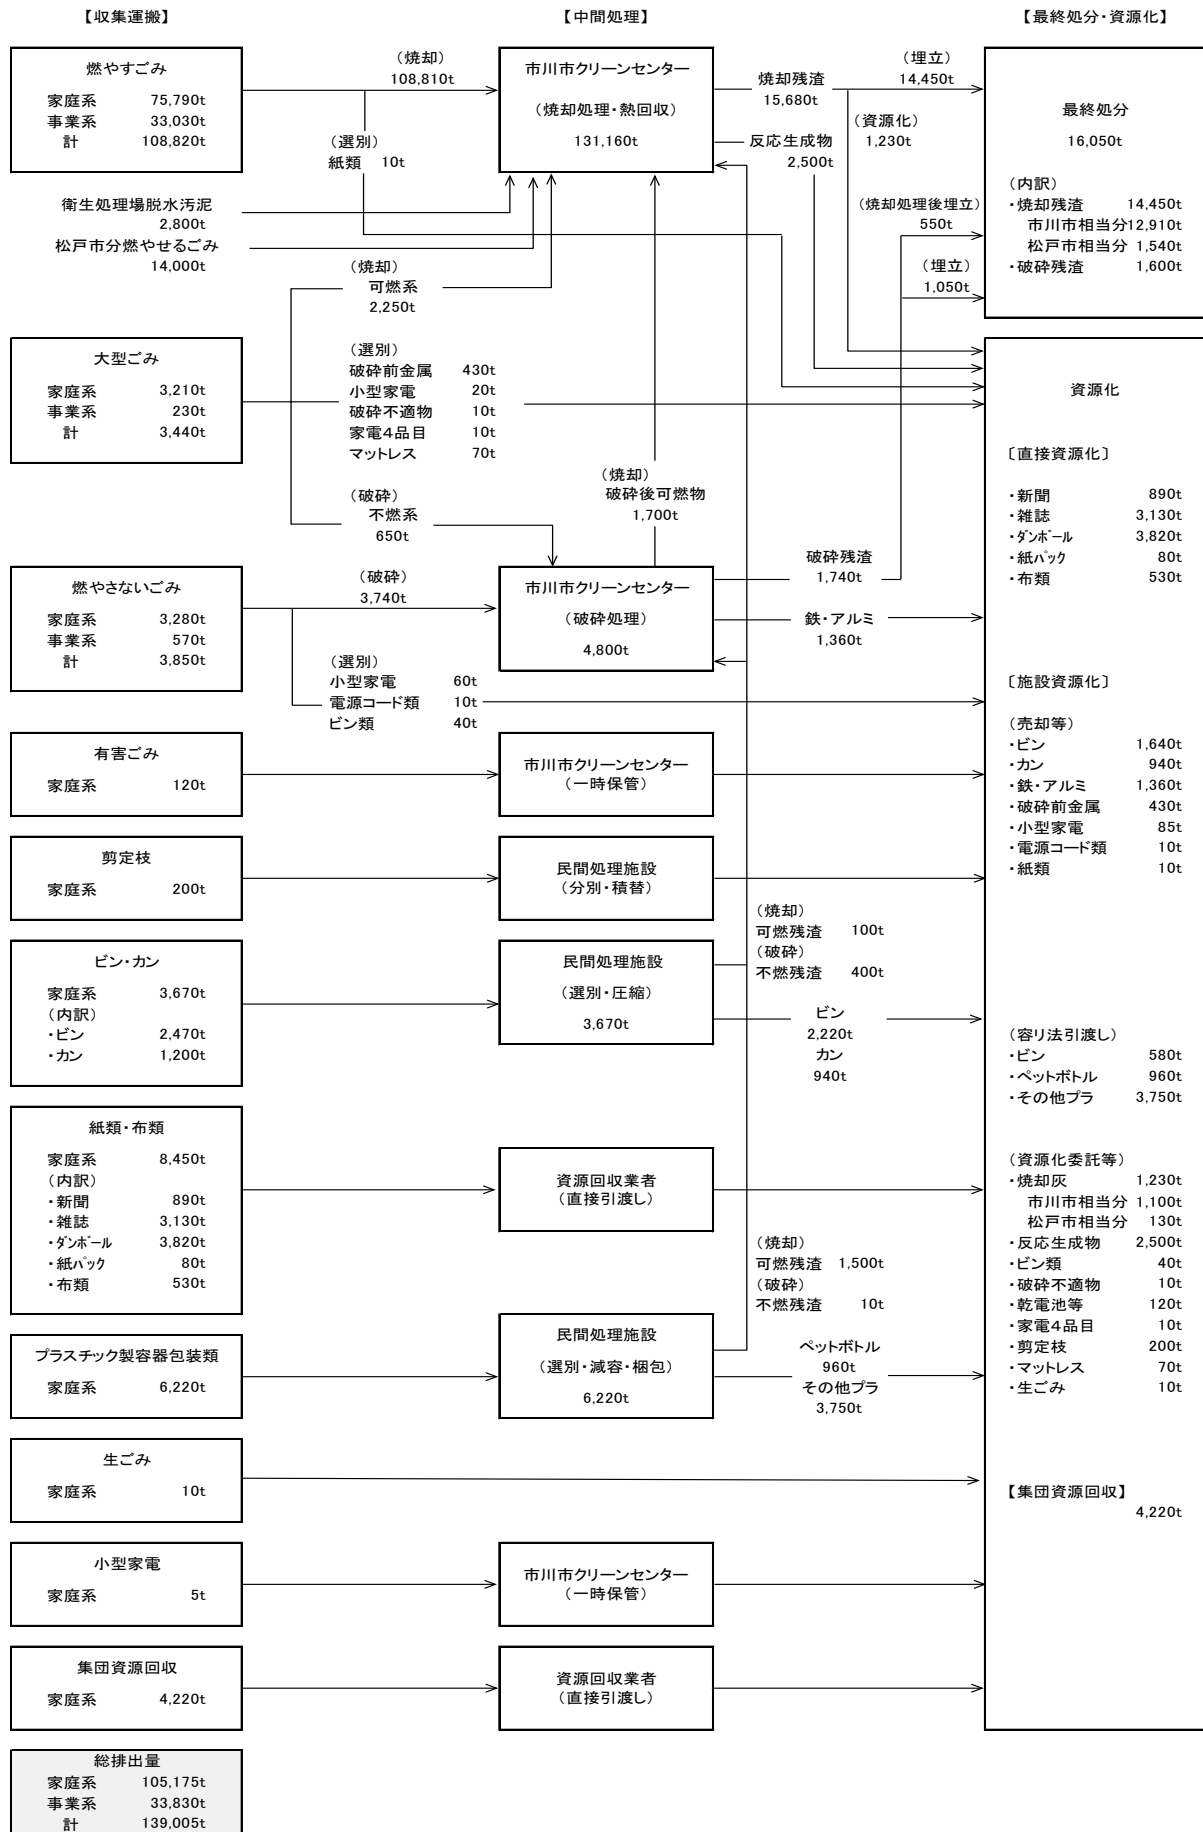 【収集運搬】
【中間処理】
【最終処分・資源化】
燃やすごみ
家庭系 75,790t
事業系 33,030t
計 108,820t
(焼却)
108,810t
(選別)
紙類 10t
市川市クリーンセンター
(焼却処理・熱回収)
131,160t
焼却残渣
15,680t
反応生成物
2,500t
(埋立)
14,450t
(資源化)
1,230t
(焼却処理後埋立)
550t
(埋立)
1,050t
最終処分
16,050t
(内訳)
・焼却残渣 14,450t
市川市相当分12,910t
松戸市相当分 1,540t
・破砕残渣 1,600t
衛生処理場脱水汚泥
2,800t
松戸市分燃やせるごみ
14,000t
(焼却)
可燃系
2,250t
大型ごみ
家庭系 3,210t
事業系 230t
計 3,440t
(選別)
破砕前金属 430t
小型家電 20t
破砕不適物 10t
家電4品目 10t
マットレス 70t
(破砕)
不燃系
650t
(焼却)
破砕後可燃物
1,700t
燃やさないごみ
家庭系 3,280t
事業系 570t
計 3,850t
(破砕)
3,740t
(選別)
小型家電 60t
電源コード類 10t
ビン類 40t
市川市クリーンセンター
(破砕処理)
4,800t
破砕残渣
1,740t
鉄・アルミ
1,360t
有害ごみ
家庭系 120t
市川市クリーンセンター
(一時保管)
剪定枝
家庭系 200t
民間処理施設
(分別・積替)
ビン・カン
家庭系 3,670t
(内訳)
・ビン 2,470t
・カン 1,200t
民間処理施設
(選別・圧縮)
3,670t
(焼却)
可燃残渣 100t
(破砕)
不燃残渣 400t
ビン
2,220t
カン
940t
紙類・布類
家庭系 8,450t
(内訳)
・新聞 890t
・雑誌 3,130t
・ダンボール 3,820t
・紙パック 80t
・布類 530t
資源回収業者
(直接引渡し)
(焼却)
可燃残渣 1,500t
(破砕)
不燃残渣 10t
プラスチック製容器包装類
家庭系 6,220t
民間処理施設
(選別・減容・梱包)
6,220t
ペットボトル
960t
その他プラ
3,750t
生ごみ
家庭系 10t
小型家電
家庭系 5t
市川市クリーンセンター
(一時保管)
集団資源回収
家庭系 4,220t
資源回収業者
(直接引渡し)
総排出量
家庭系 105,175t
事業系 33,830t
計 139,005t
資源化
〔直接資源化〕
・新聞 890t
・雑誌 3,130t
・ダンボール 3,820t
・紙パック 80t
・布類 530t
〔施設資源化〕
(売却等)
・ビン 1,640t
・カン 940t
・鉄・アルミ 1,360t
・破砕前金属 430t
・小型家電 85t
・電源コード類 10t
・紙類 10t
(容リ法引渡し)
・ビン 580t
・ペットボトル 960t
・その他プラ 3,750t
(資源化委託等)
・焼却灰 1,230t
市川市相当分 1,100t
松戸市相当分 130t
・反応生成物 2,500t
・ビン類 40t
・破砕不適物 10t
・乾電池等 120t
・家電4品目 10t
・剪定枝 200t
・マットレス 70t
・生ごみ 10t
【集団資源回収】
4,220t